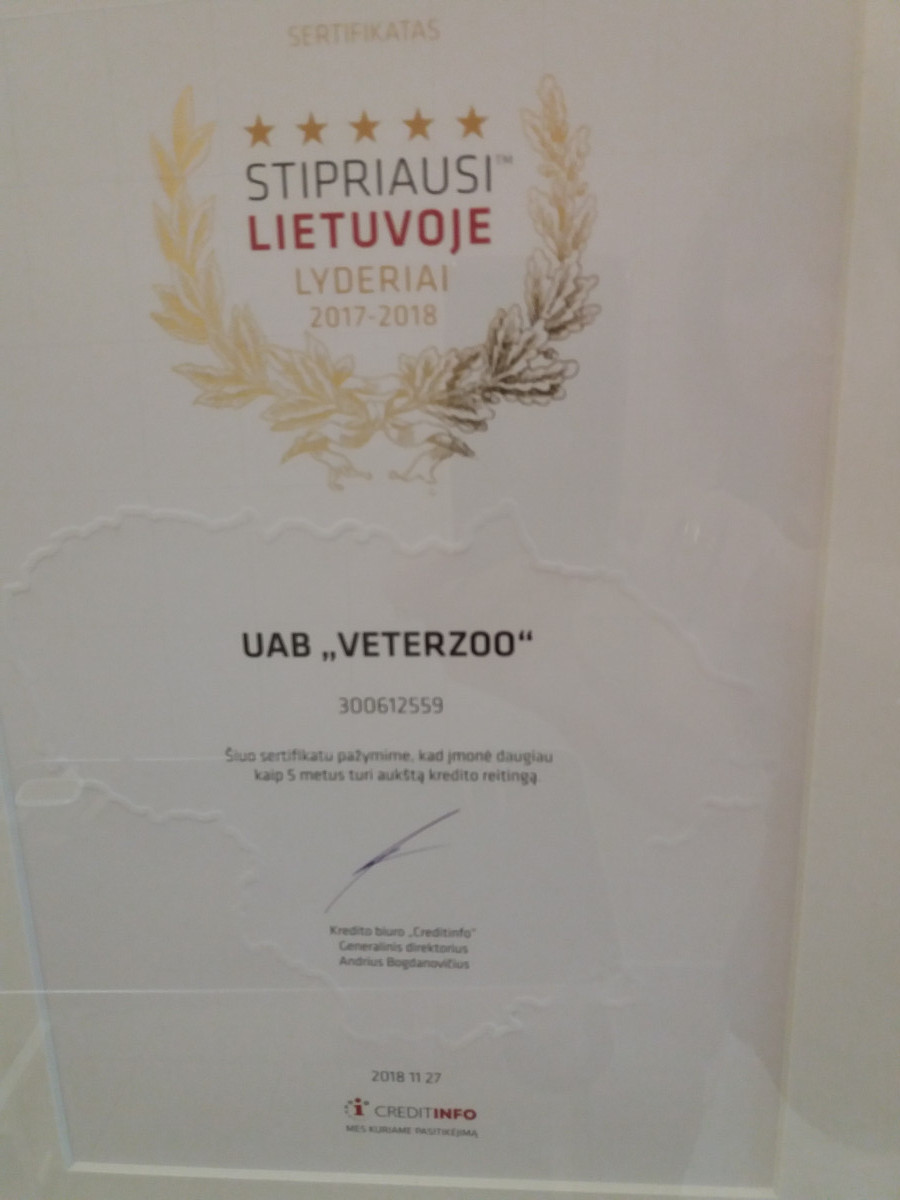 SERTIFIKATAS
STIPRIAUSI™
LIETUVOJE
LYDERIAI
2017-2018
UAB „VETERZOO“
300612559
Šiuo sertifikatu pažymime, kad įmonė daugiau
kaip 5 metus turi aukštą kredito reitingą.
Kredito biuro „Creditinfo“
Generalinis direktorius
Andrius Bogdanovičius
2018 11 27
CREDITINFO
MES KURIAME PASITIKĖJIMĄ